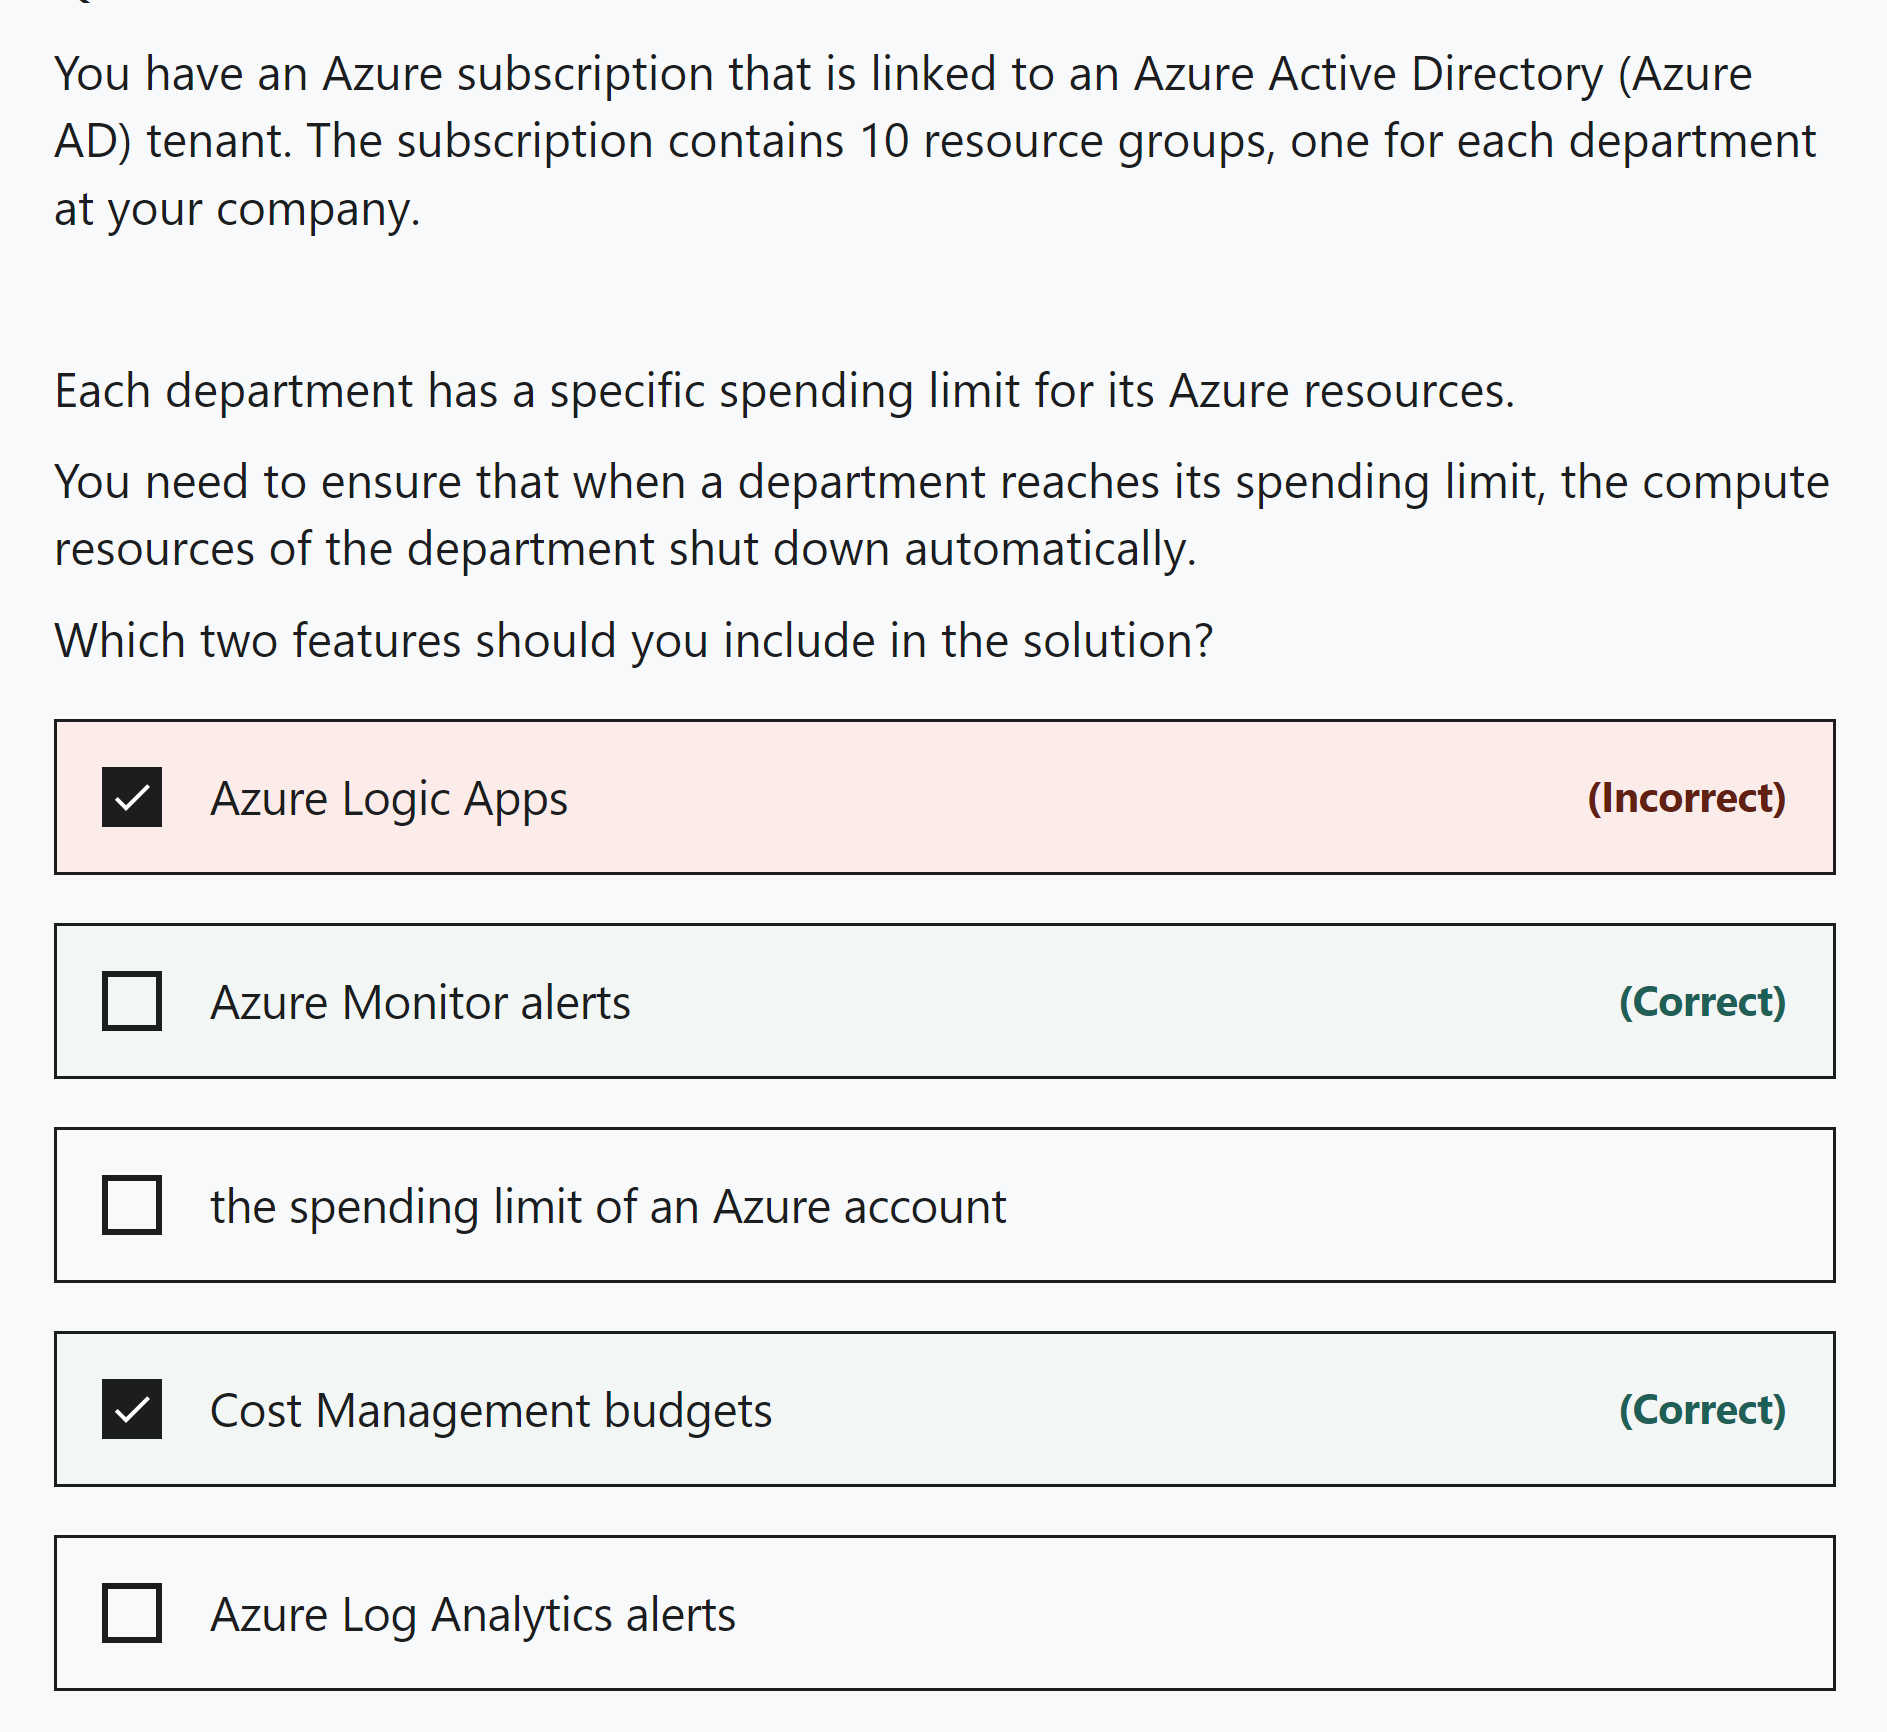 You have an Azure subscription that is linked to an Azure Active Directory (Azure
AD) tenant. The subscription contains 10 resource groups, one for each department
at your company.
Each department has a specific spending limit for its Azure resources.
You need to ensure that when a department reaches its spending limit, the compute
resources of the department shut down automatically.
Which two features should you include in the solution?
Azure Logic Apps (Incorrect)
Azure Monitor alerts (Correct)
the spending limit of an Azure account
Cost Management budgets (Correct)
Azure Log Analytics alerts